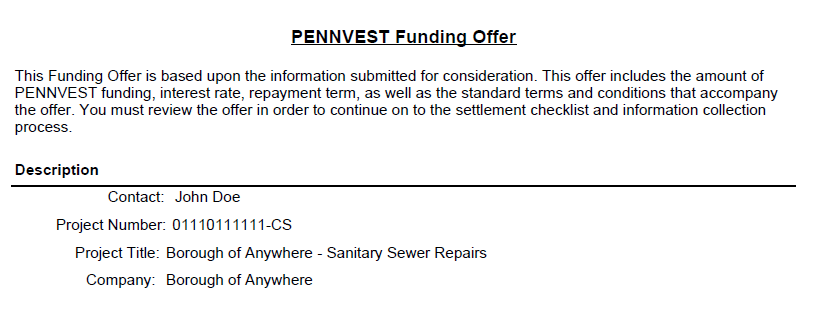 PENNVEST Funding Offer
This Funding Offer is based upon the information submitted for consideration. This offer includes the amount of
PENNVEST funding, interest rate, repayment term, as well as the standard terms and conditions that accompany
the offer. You must review the offer in order to continue on to the settlement checklist and information collection
process.
Description
Contact: John Doe
Project Number: 01110111111-CS
Project Title: Borough of Anywhere - Sanitary Sewer Repairs
Company: Borough of Anywhere